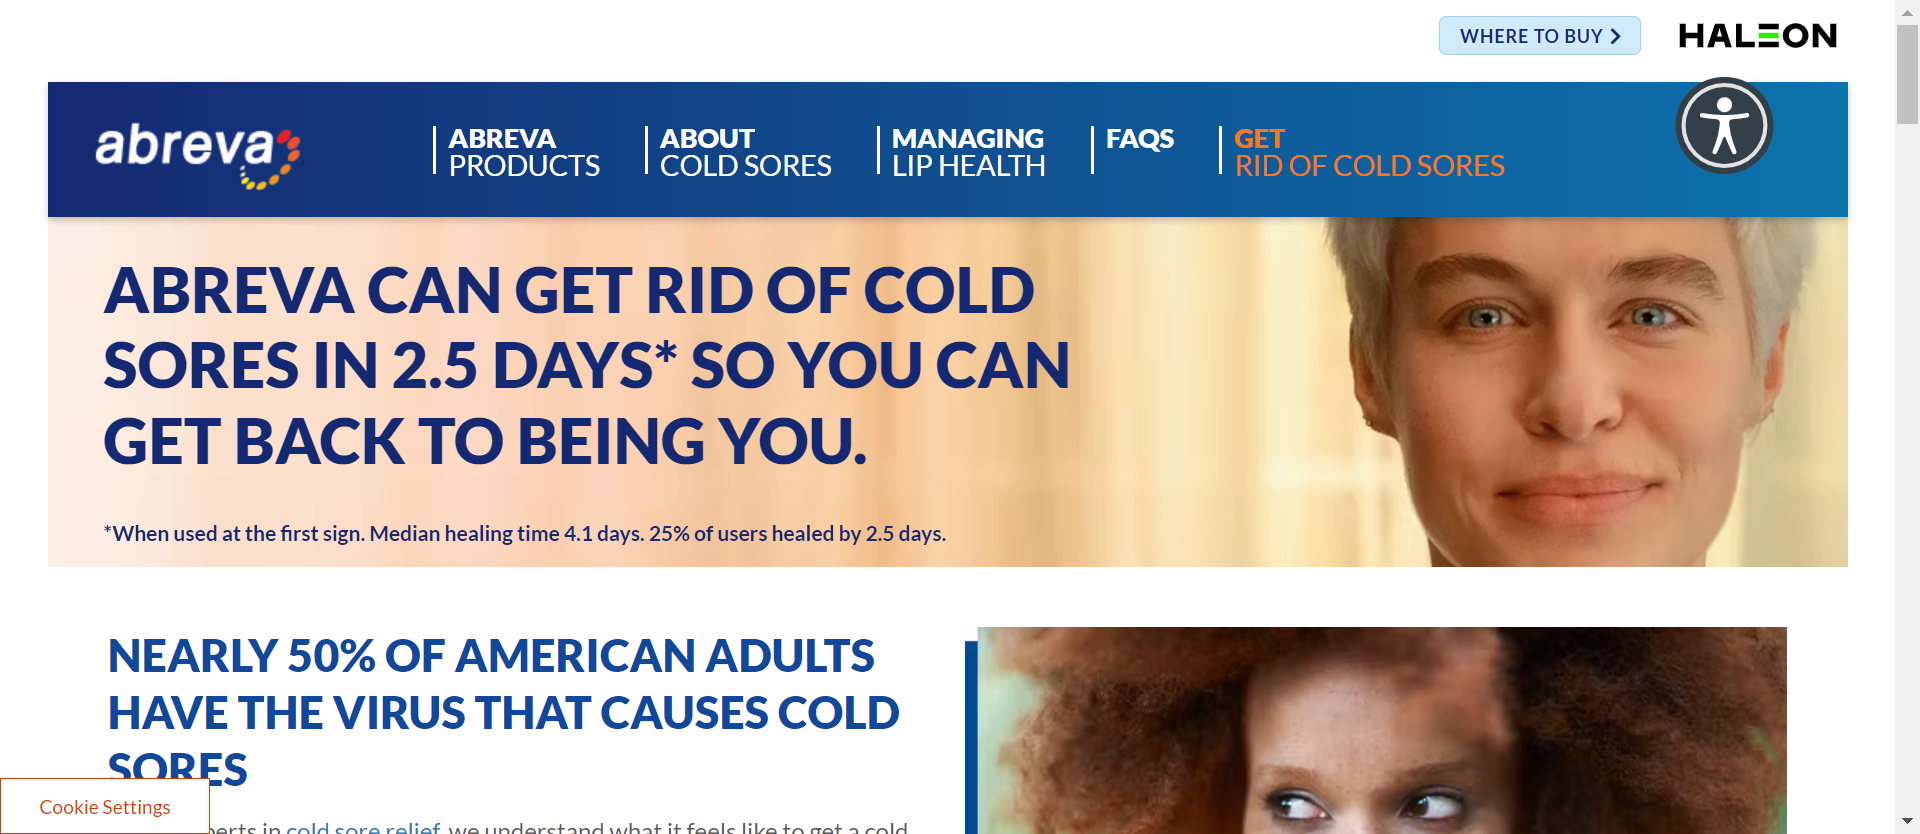 WHERE TO BUY
HALEON
abreva
ABREVA
PRODUCTS
ABOUT
COLD SORES
MANAGING
LIP HEALTH
FAQS
GET
RID OF COLD SORES
ABREVA CAN GET RID OF COLD
SORES IN 2.5 DAYS* SO YOU CAN
GET BACK TO BEING YOU.
*When used at the first sign. Median healing time 4.1 days. 25% of users healed by 2.5 days.
NEARLY 50% OF AMERICAN ADULTS
HAVE THE VIRUS THAT CAUSES COLD
SORES
in cold sore relief, we understand what it feels like to get a cold
Cookie Settings